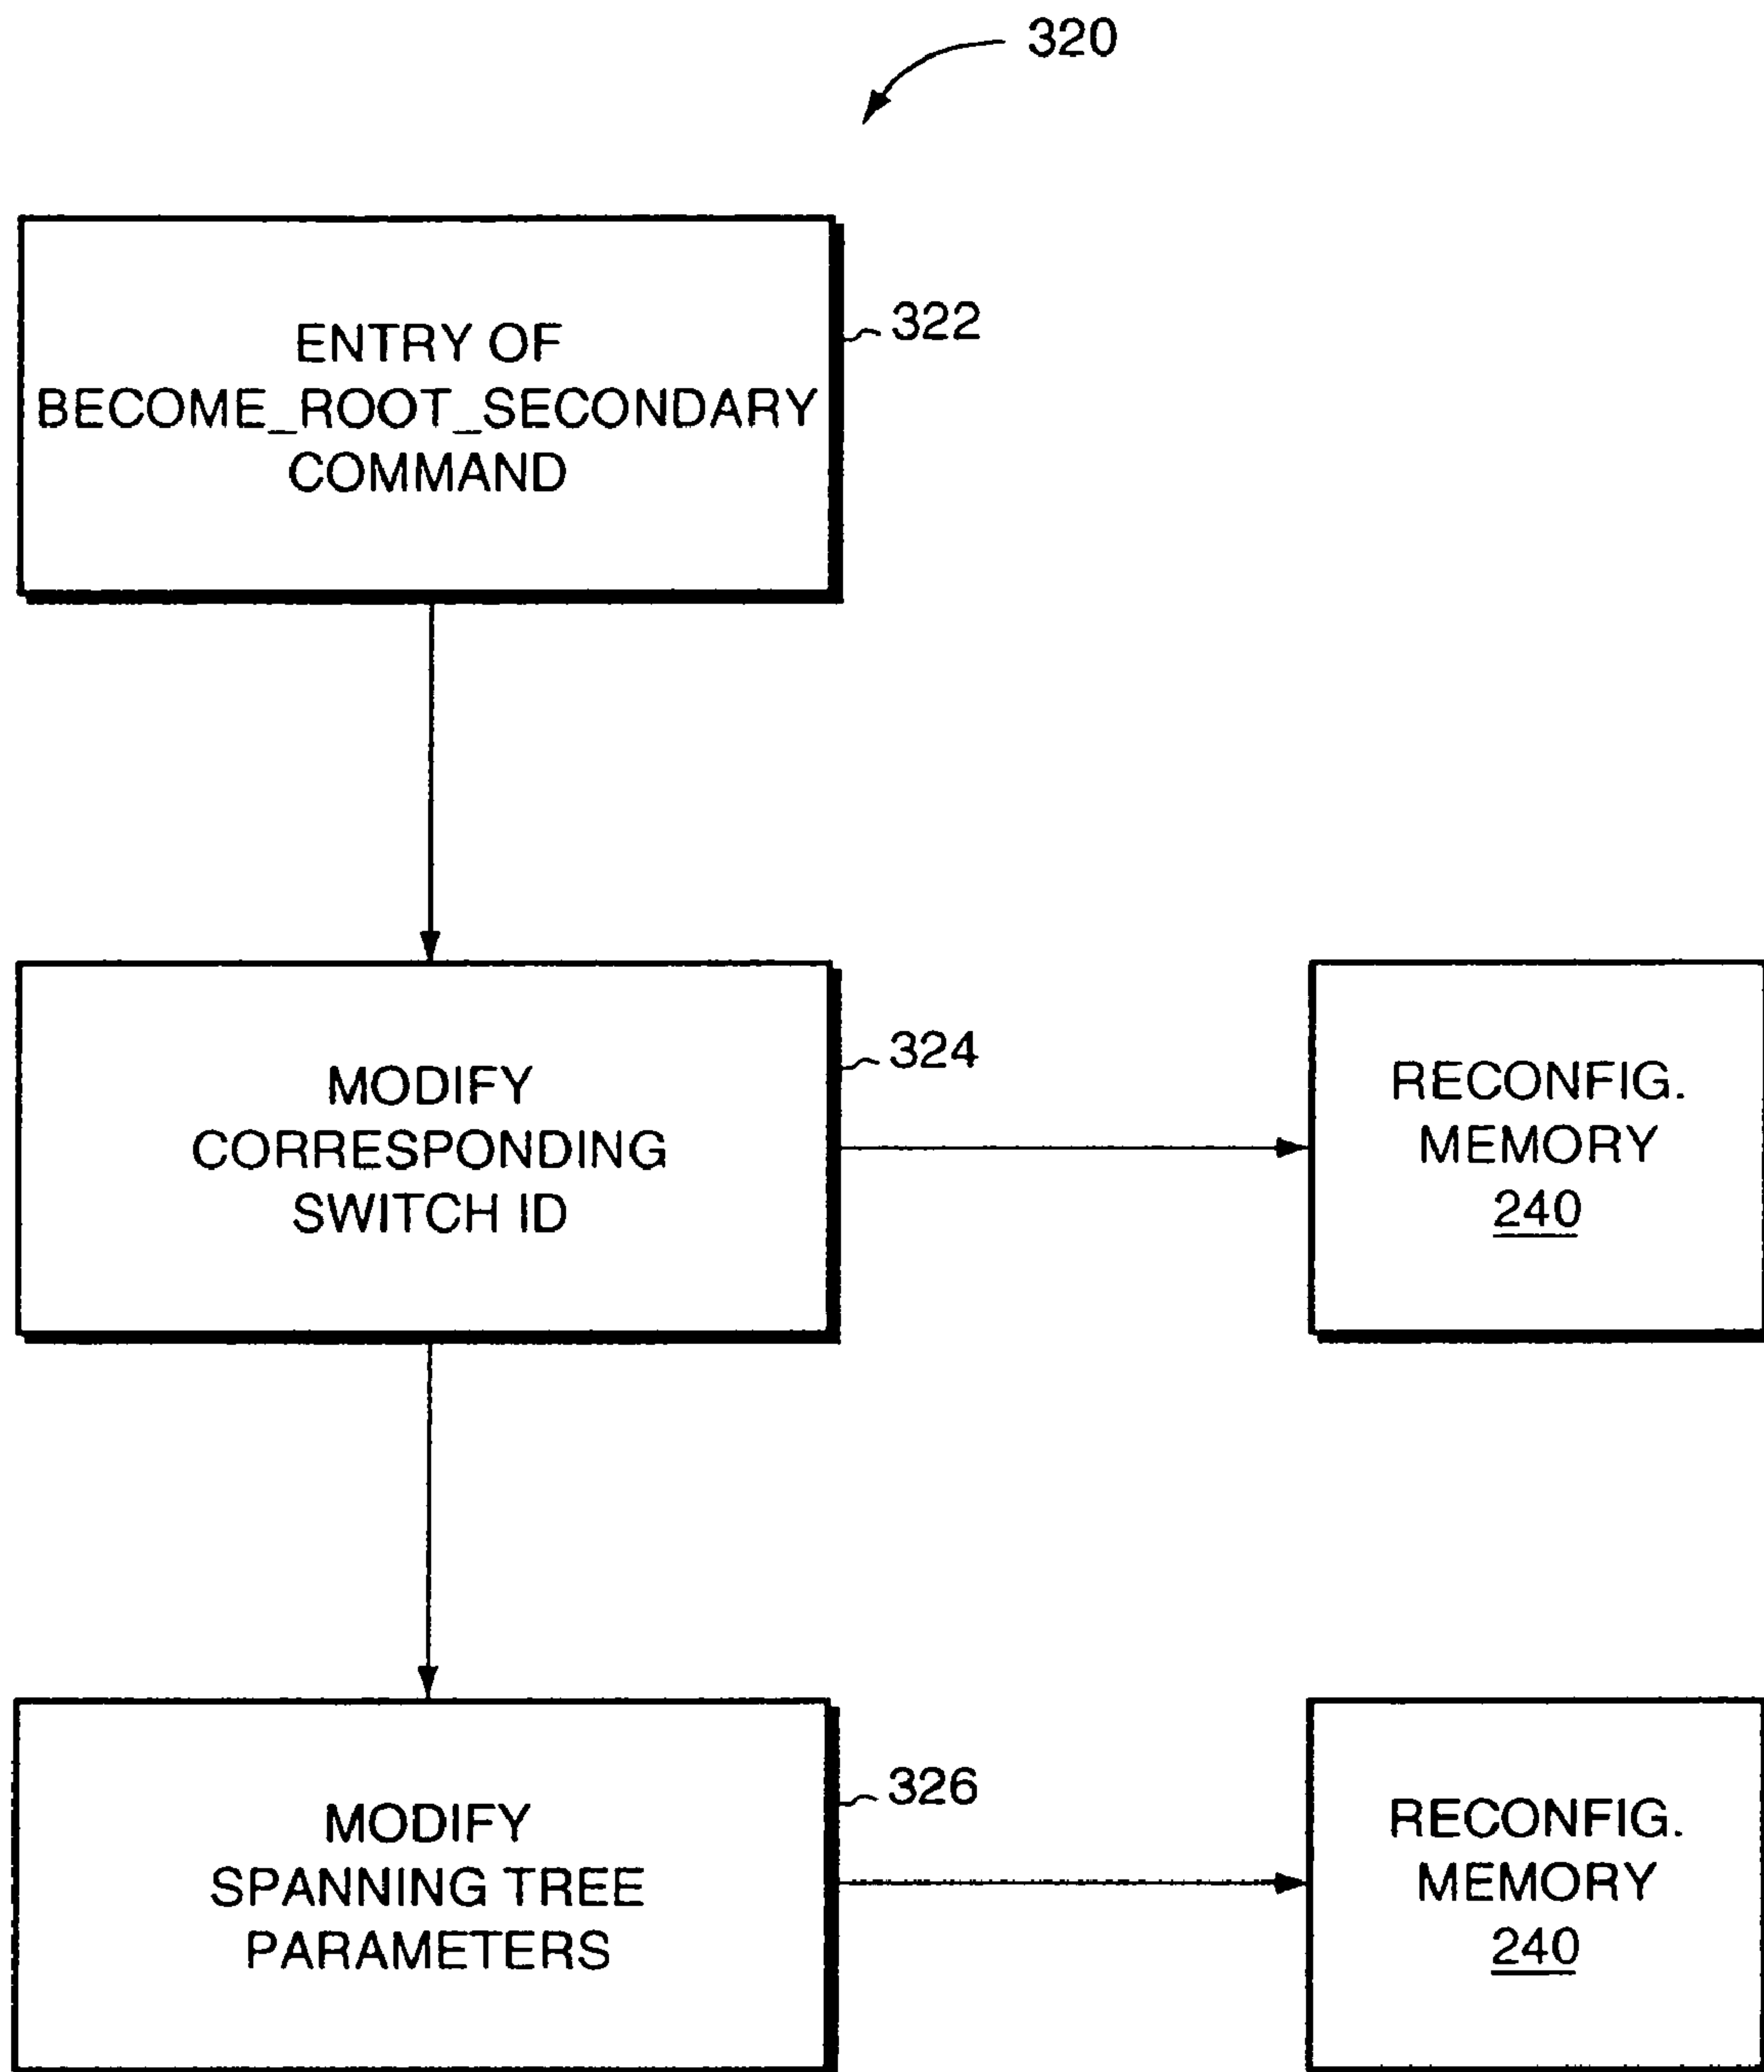 320
ENTRY OF
BECOME_ROOT_SECONDARY
COMMAND
322
MODIFY
CORRESPONDING
SWITCH ID
324
RECONFIG.
MEMORY
240
MODIFY
SPANNING TREE
PARAMETERS
326
RECONFIG.
MEMORY
240